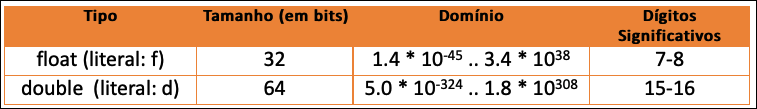 Tipo Tamanho (em bits) Domínio Dígitos Significativos
float (literal: f) 32 1.4 * 10^-45 .. 3.4 * 10^38 7-8
double (literal: d) 64 5.0 * 10^-324 .. 1.8 * 10^308 15-16